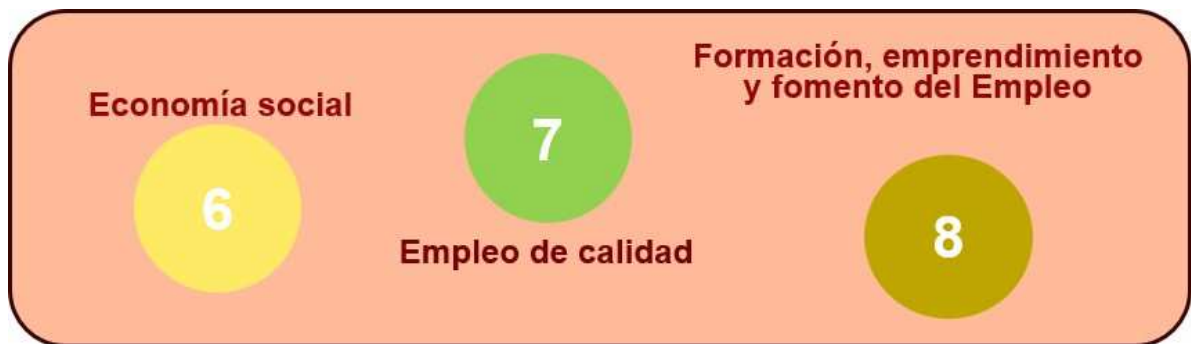 Economía social
6
7
Empleo de calidad
Formación, emprendimiento
y fomento del Empleo
8